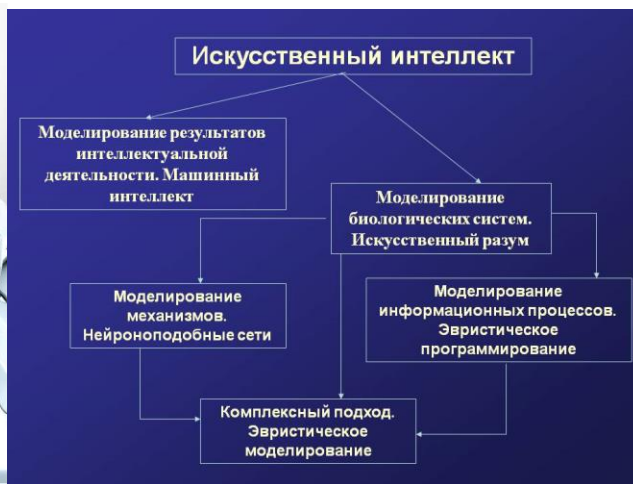 Искусственный интеллект
Моделирование результатов
интеллектуальной
деятельности. Машинный
интеллект
Моделирование
биологических систем.
Искусственный разум
Моделирование
механизмов.
Нейроноподобные сети
Моделирование
информационных процессов.
Эвристическое
программирование
Комплексный подход.
Эвристическое
моделирование